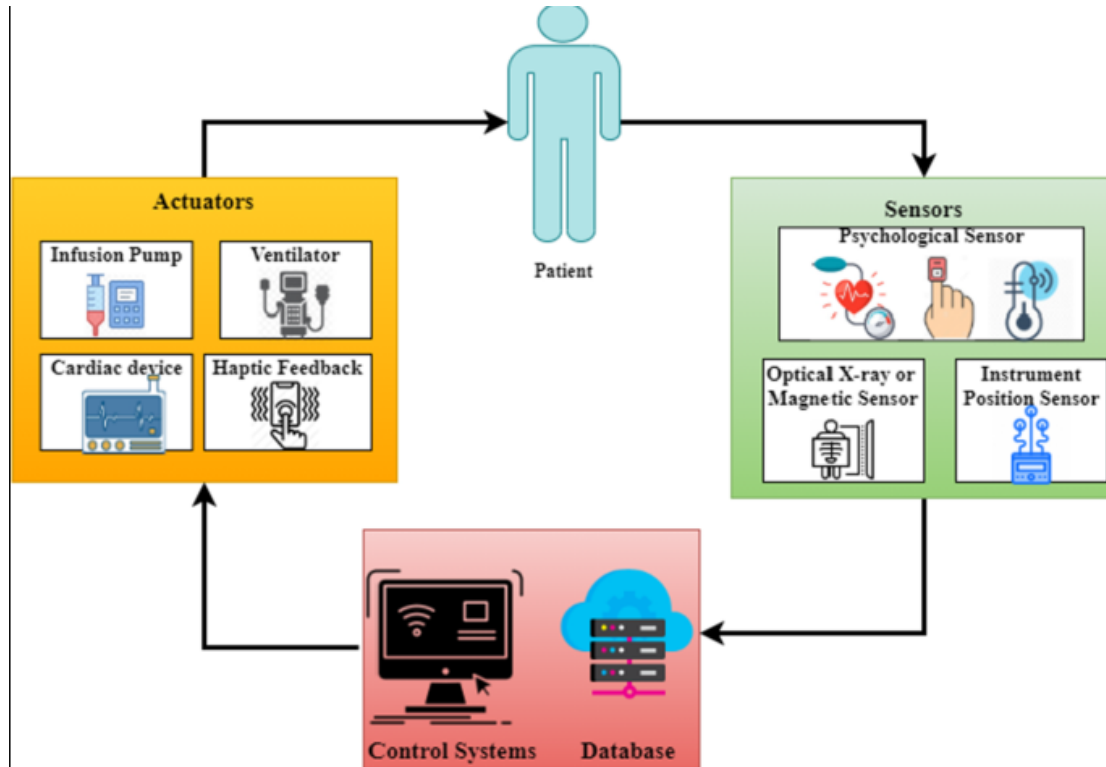 Patient
Actuators
Infusion Pump
Ventilator
Cardiac device
Haptic Feedback
Sensors
Psychological Sensor
Optical X-ray or
Magnetic Sensor
Instrument
Position Sensor
Control Systems
Database